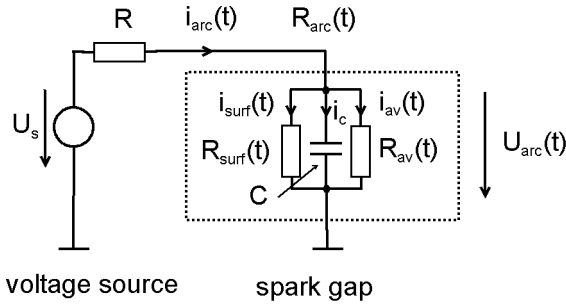 R
i_arc(t)
R_arc(t)
U_s
i_surf(t)
i_c
i_av(t)
R_surf(t)
R_av(t)
C
U_arc(t)
voltage source
spark gap